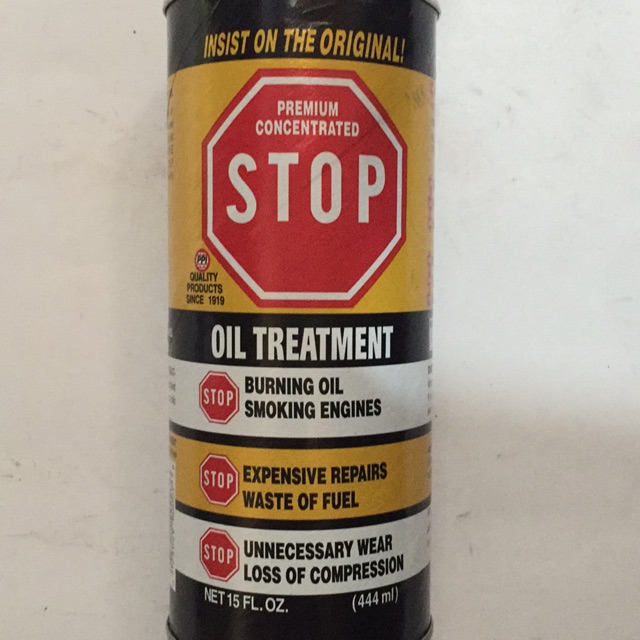 INSIST ON THE ORIGINAL!
PREMIUM
CONCENTRATED
STOP
PPI
QUALITY
PRODUCTS
SINCE 1919
OIL TREATMENT
STOP
BURNING OIL
SMOKING ENGINES
STOP
EXPENSIVE REPAIRS
WASTE OF FUEL
STOP
UNNECESSARY WEAR
LOSS OF COMPRESSION
NET 15 FL. OZ. (444 ml)